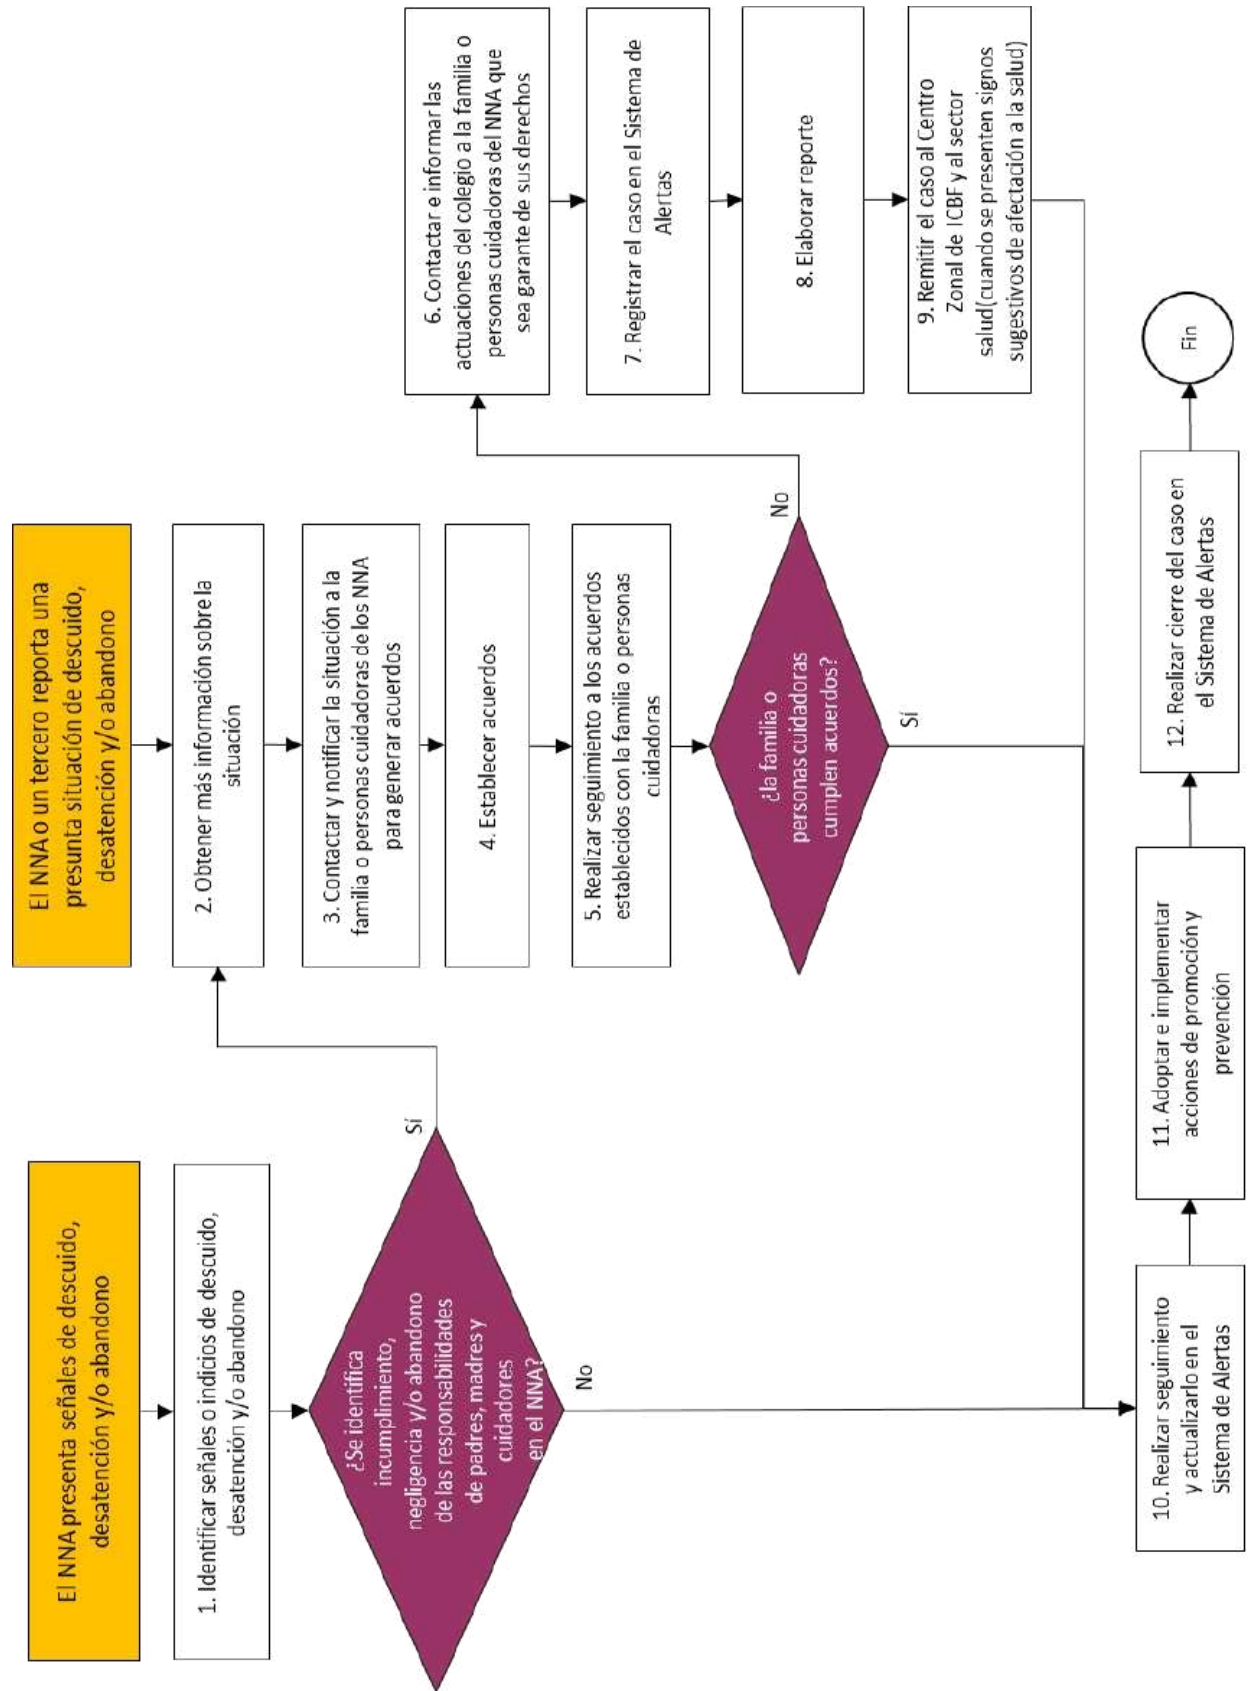 El NNA presenta señales de descuido,
desatención y/o abandono
1. Identificar señales o indicios de descuido,
desatención y/o abandono
¿Se identifica
incumplimiento,
negligencia y/o abandono
de las responsabilidades
de padres, madres y
cuidadores
en el NNA?
Sí
No
El NNA o un tercero reporta una
presunta situación de descuido,
desatención y/o abandono
2. Obtener más información sobre la
situación
3. Contactar y notificar la situación a la
familia o personas cuidadoras de los NNA
para generar acuerdos
4. Establecer acuerdos
5. Realizar seguimiento a los acuerdos
establecidos con la familia o personas
cuidadoras
¿la familia o
personas cuidadoras
cumplen acuerdos?
No
Sí
6. Contactar e informar las
actuaciones del colegio a la familia o
personas cuidadoras del NNA que
sea garante de sus derechos
7. Registrar el caso en el Sistema de
Alertas
8. Elaborar reporte
9. Remitir el caso al Centro
Zonal de ICBF y al sector
salud(cuando se presenten signos
sugestivos de afectación a la salud)
10. Realizar seguimiento
y actualizarlo en el
Sistema de Alertas
11. Adoptar e implementar
acciones de promoción y
prevención
12. Realizar cierre del caso en
el Sistema de Alertas
Fin